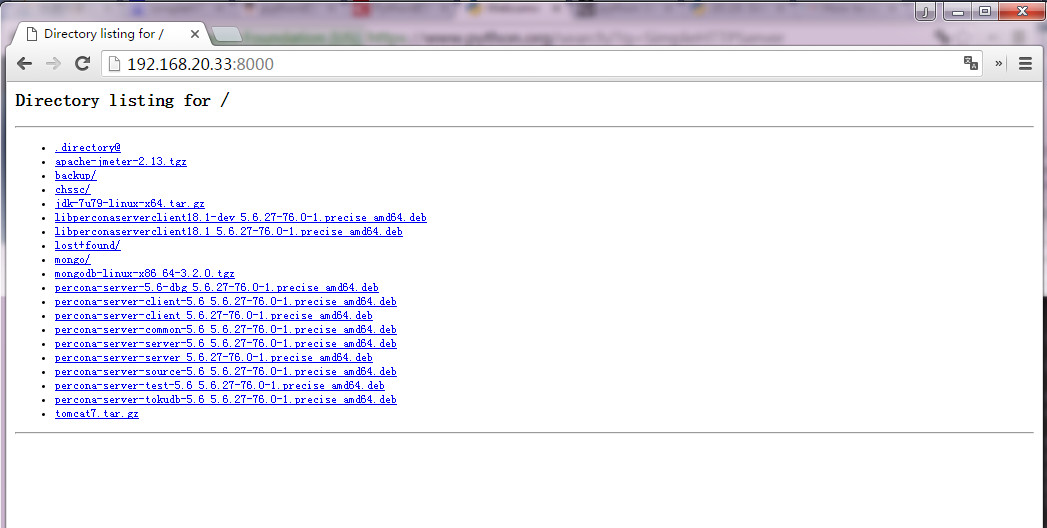 Directory listing for /
192.168.20.33:8000
Directory listing for /
.directory@
apache-jmeter-2.13.tgz
backup/
chssc/
jdk-7u79-linux-x64.tar.gz
libperconaserverclient18.1-dev_5.6.27-76.0-1.precise_amd64.deb
libperconaserverclient18.1_5.6.27-76.0-1.precise_amd64.deb
lost+found/
mongo/
mongodb-linux-x86_64-3.2.0.tgz
percona-server-5.6-dbg_5.6.27-76.0-1.precise_amd64.deb
percona-server-client-5.6_5.6.27-76.0-1.precise_amd64.deb
percona-server-client_5.6.27-76.0-1.precise_amd64.deb
percona-server-common-5.6_5.6.27-76.0-1.precise_amd64.deb
percona-server-server-5.6_5.6.27-76.0-1.precise_amd64.deb
percona-server-server_5.6.27-76.0-1.precise_amd64.deb
percona-server-source-5.6_5.6.27-76.0-1.precise_amd64.deb
percona-server-test-5.6_5.6.27-76.0-1.precise_amd64.deb
percona-server-tokudb-5.6_5.6.27-76.0-1.precise_amd64.deb
tomcat7.tar.gz